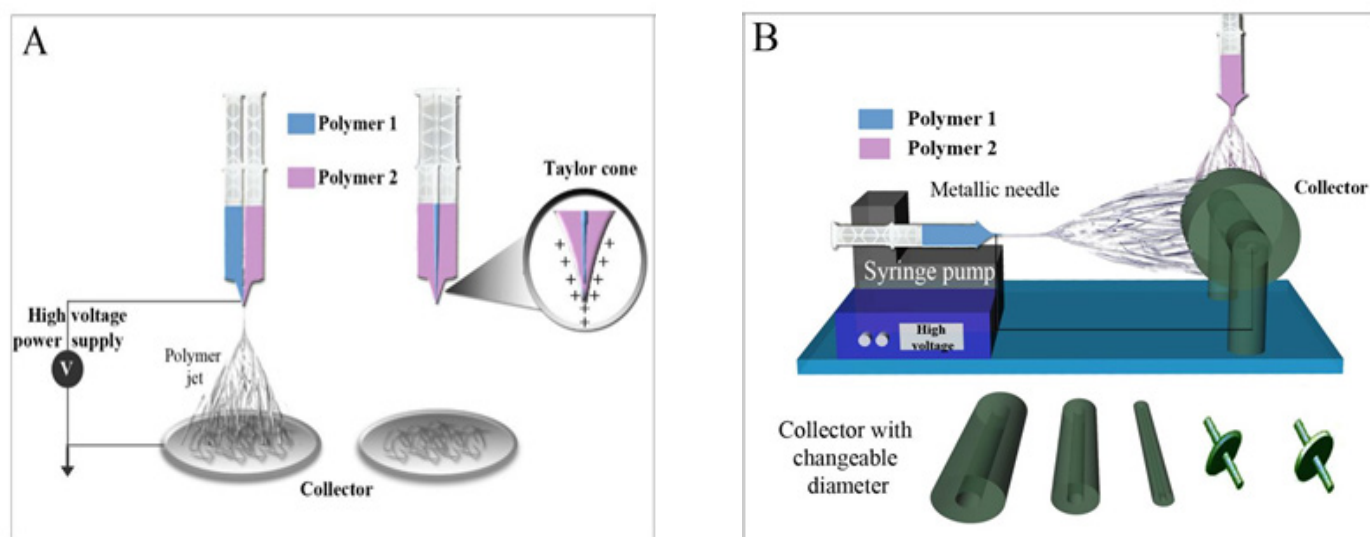 A
Polymer 1
Polymer 2
Taylor cone
+ +
+ +
+ +
+ +
++++
+
+
High voltage
power supply
V
Polymer
jet
Collector
B
Polymer 1
Polymer 2
Metallic needle
Collector
Syringe pump
High
voltage
Collector with
changeable
diameter